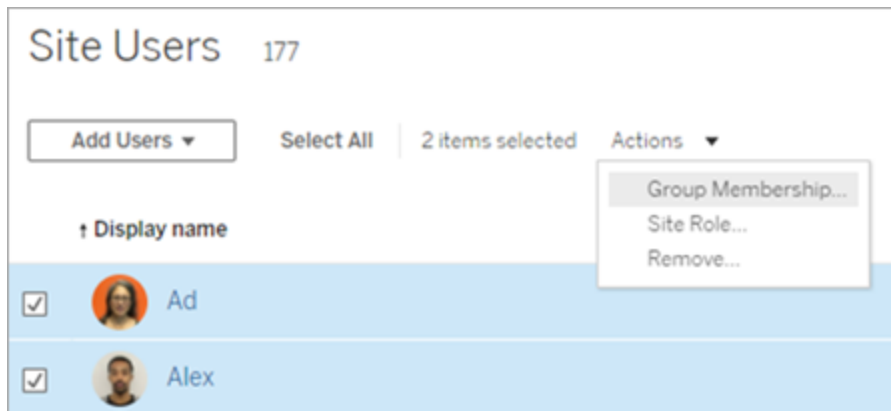 Site Users 177
Add Users ▾ Select All 2 items selected Actions ▾
Group Membership...
Site Role...
Remove...
↑ Display name
Ad
Alex